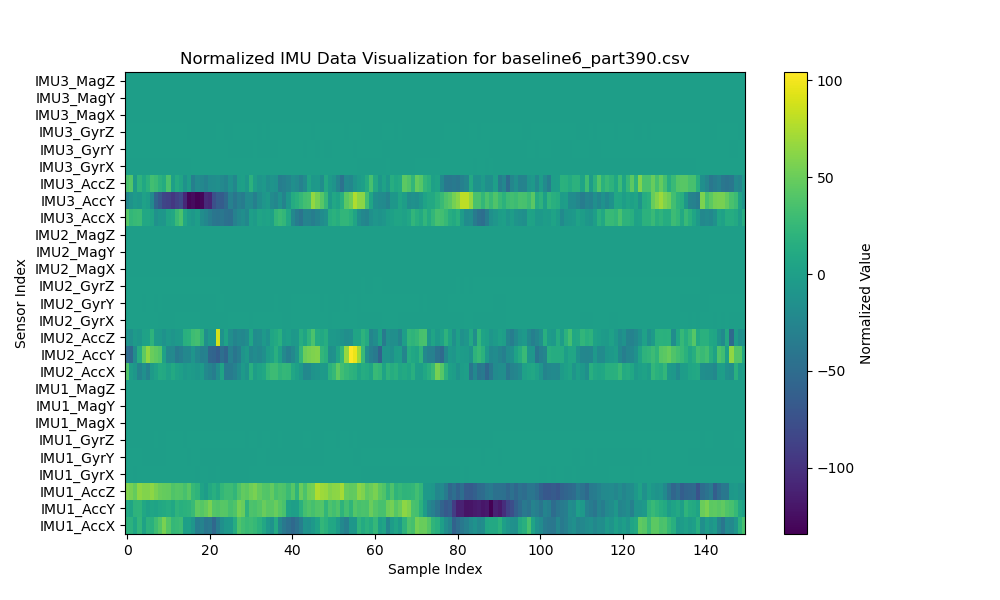 Normalized IMU Data Visualization for baseline6_part390.csv
IMU3_MagZ
IMU3_MagY
IMU3_MagX
IMU3_GyrZ
IMU3_GyrY
IMU3_GyrX
IMU3_AccZ
IMU3_AccY
IMU3_AccX
IMU2_MagZ
IMU2_MagY
IMU2_MagX
IMU2_GyrZ
IMU2_GyrY
IMU2_GyrX
IMU2_AccZ
IMU2_AccY
IMU2_AccX
IMU1_MagZ
IMU1_MagY
IMU1_MagX
IMU1_GyrZ
IMU1_GyrY
IMU1_GyrX
IMU1_AccZ
IMU1_AccY
IMU1_AccX
Sensor Index
0 20 40 60 80 100 120 140
Sample Index
100
50
0
−50
−100
Normalized Value